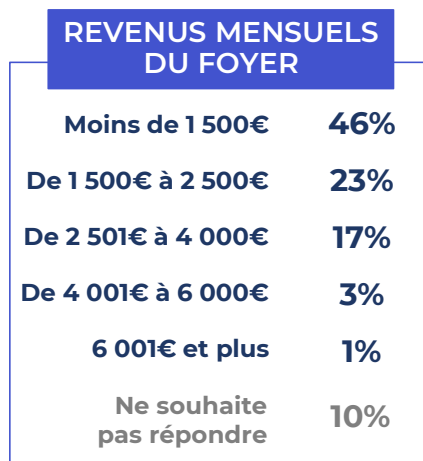 REVENUS MENSUELS
DU FOYER
Moins de 1 500€ 46%
De 1 500€ à 2 500€ 23%
De 2 501€ à 4 000€ 17%
De 4 001€ à 6 000€ 3%
6 001€ et plus 1%
Ne souhaite
pas répondre 10%